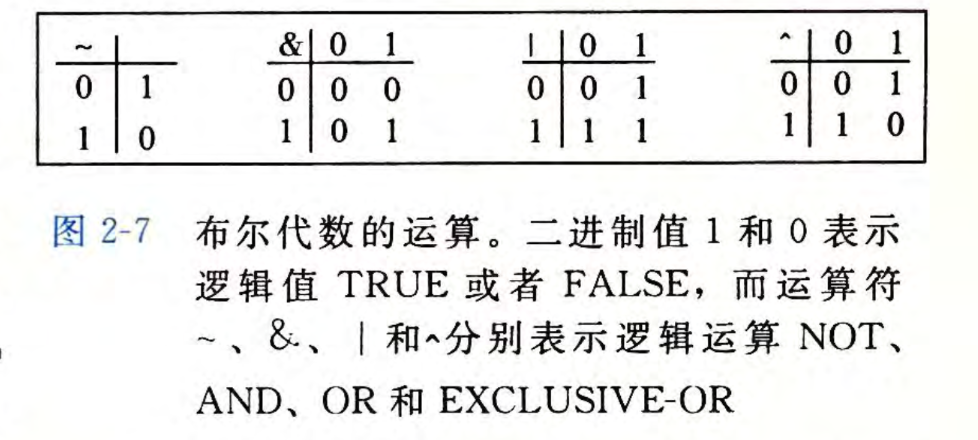 ~ & 0 1 | 0 1 ^ 0 1
0 1 0 0 0 0 0 1 0 0 1
1 0 1 0 1 1 1 1 1 1 0
图 2-7 布尔代数的运算。二进制值 1 和 0 表示
逻辑值 TRUE 或者 FALSE，而运算符
~、&、| 和^分别表示逻辑运算 NOT、
AND、OR 和 EXCLUSIVE-OR